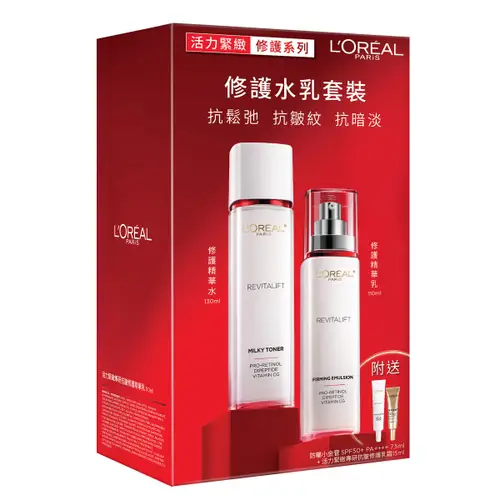 活力緊緻 修護系列
L'ORÉAL
PARIS
修護水乳套裝
抗鬆弛 抗皺紋 抗暗淡
L'ORÉAL
PARIS
修護精華水
130ml
L'ORÉAL
PARIS
REVITALIFT
MILKY TONER
PRO-RETINOL
DIPEPTIDE
VITAMIN CG
修護精華乳
110ml
L'ORÉAL
PARIS
REVITALIFT
FIRMING EMULSION
PRO-RETINOL
DIPEPTIDE
VITAMIN CG
附送
防曬小金管 SPF50+ PA++++ 7.5ml
+ 活力緊緻專研抗皺修護乳霜15ml